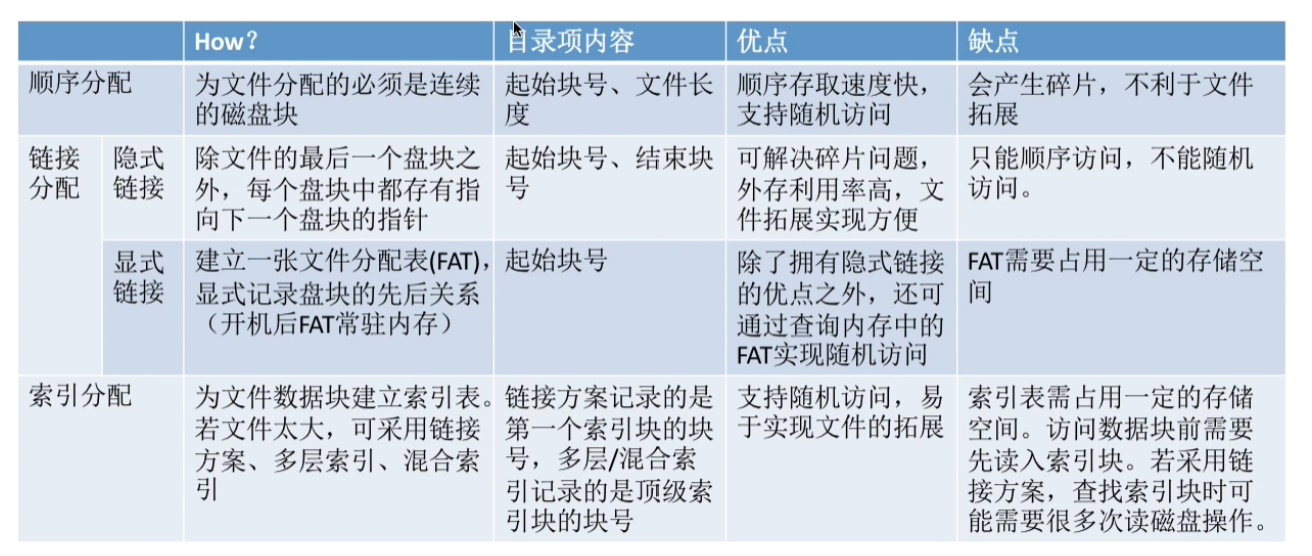 How？ 目录项内容 优点 缺点
顺序分配
为文件分配的必须是连续
的磁盘块
起始块号、文件长
度
顺序存取速度快，
支持随机访问
会产生碎片，不利于文件
拓展
链接
分配
隐式
链接
除文件的最后一个盘块之
外，每个盘块中都存有指
向下一个盘块的指针
起始块号、结束块
号
可解决碎片问题，
外存利用率高，文
件拓展实现方便
只能顺序访问，不能随机
访问。
显式
链接
建立一张文件分配表(FAT)，
显式记录盘块的先后关系
（开机后FAT常驻内存）
起始块号
除了拥有隐式链接
的优点之外，还可
通过查询内存中的
FAT实现随机访问
FAT需要占用一定的存储空
间
索引分配
为文件数据块建立索引表。
若文件太大，可采用链接
方案、多层索引、混合索
引
链接方案记录的是
第一个索引块的块
号，多层/混合索
引记录的是顶级索
引块的块号
支持随机访问，易
于实现文件的拓展
索引表需占用一定的存储
空间。访问数据块前需要
先读入索引块。若采用链
接方案，查找索引块时可
能需要很多次读磁盘操作。